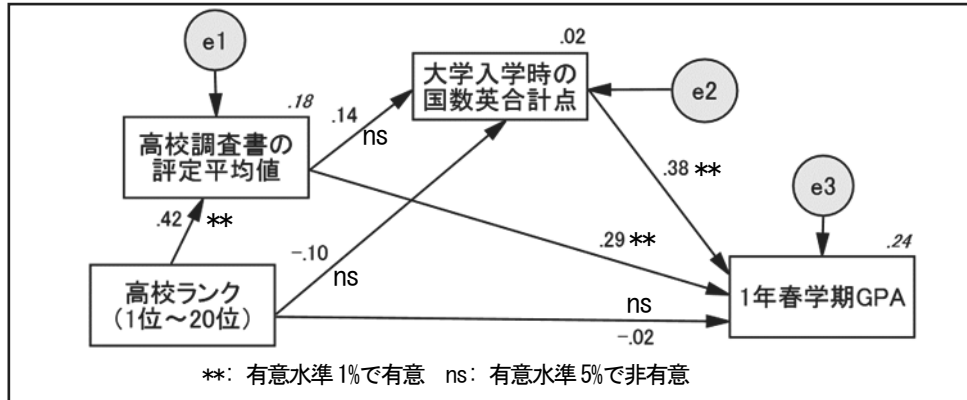 e1
.02
大学入学時の
国数英合計点
e2
.18
.14
ns
高校調査書の
評定平均値
.38 **
e3
.42 **
−.10
ns
.29 **
.24
高校ランク
（1位～20位）
ns
1年春学期GPA
−.02
**: 有意水準1%で有意 ns: 有意水準5%で非有意